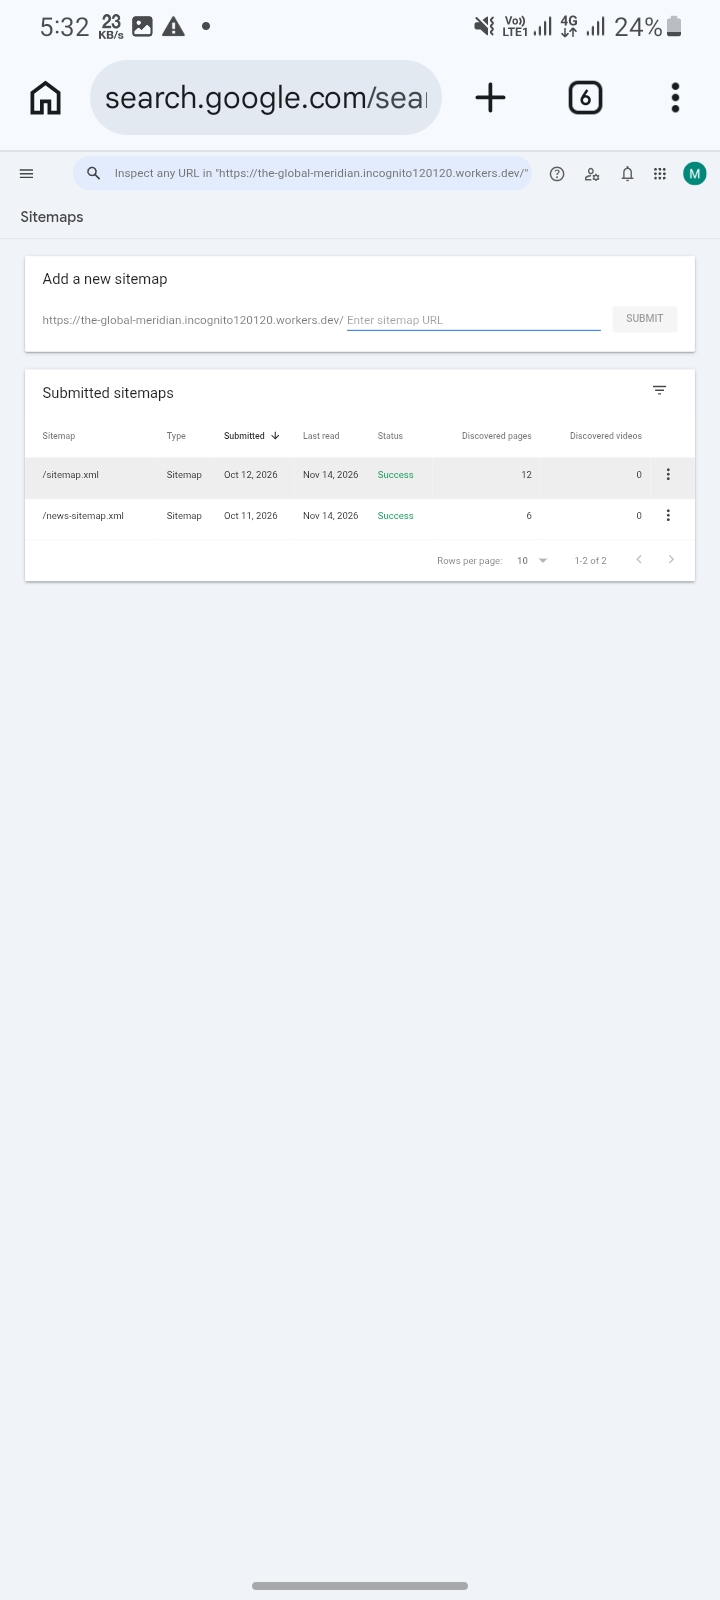 5:32 23 KB/s Vo)) LTE1 4G 24%
search.google.com/sear 6
Inspect any URL in "https://the-global-meridian.incognito120120.workers.dev/" M
Sitemaps
Add a new sitemap
https://the-global-meridian.incognito120120.workers.dev/ Enter sitemap URL SUBMIT
Submitted sitemaps
Sitemap Type Submitted Last read Status Discovered pages Discovered videos
/sitemap.xml Sitemap Oct 12, 2026 Nov 14, 2026 Success 12 0
/news-sitemap.xml Sitemap Oct 11, 2026 Nov 14, 2026 Success 6 0
Rows per page: 10 1-2 of 2